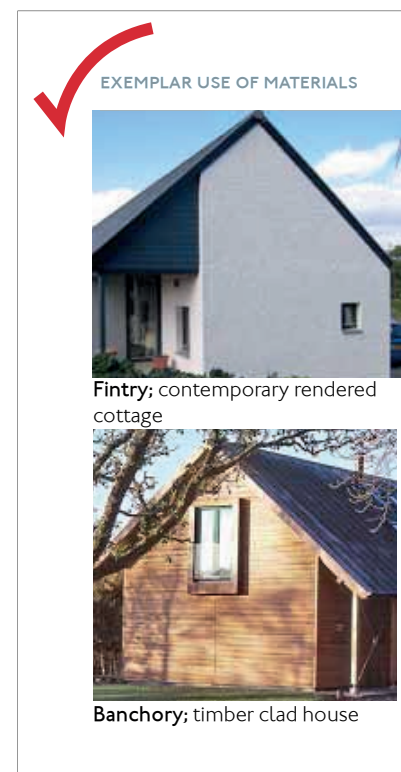 EXEMPLAR USE OF MATERIALS
Fintry; contemporary rendered
cottage
Banchory; timber clad house